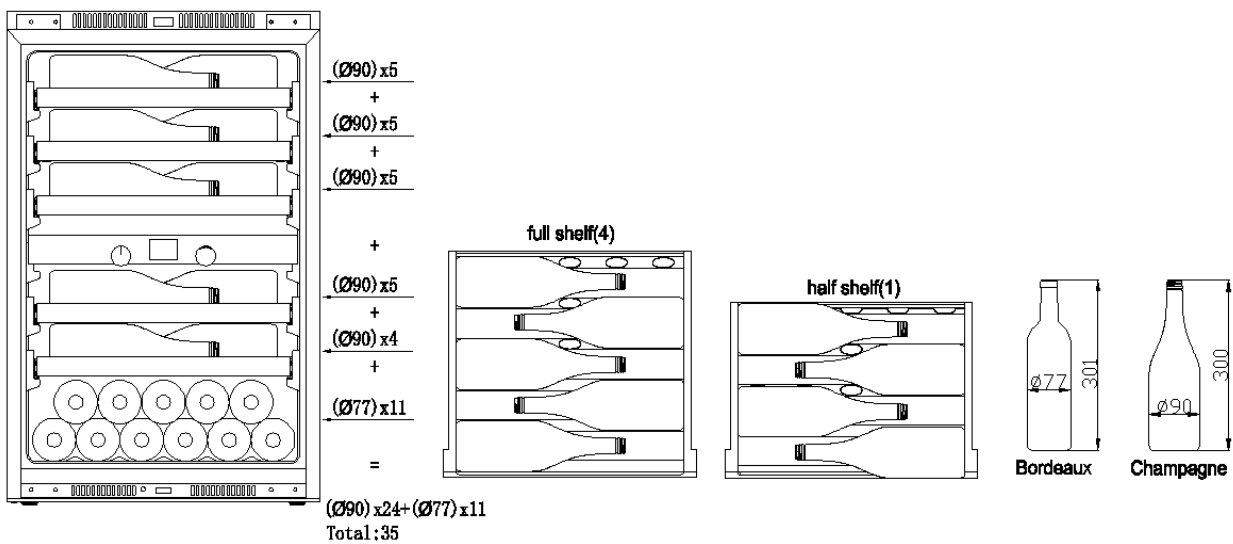 (Ø90)x5
+
(Ø90)x5
+
(Ø90)x5
+
(Ø90)x5
+
(Ø90)x4
+
(Ø77)x11
=
(Ø90)x24+(Ø77)x11
Total:35
full shelf(4)
half shelf(1)
Ø77
301
Bordeaux
Ø90
300
Champagne